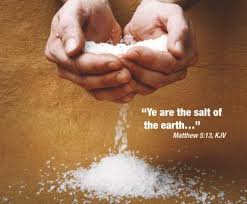 “Ye are the salt of
the earth...”
Matthew 5:13, KJV